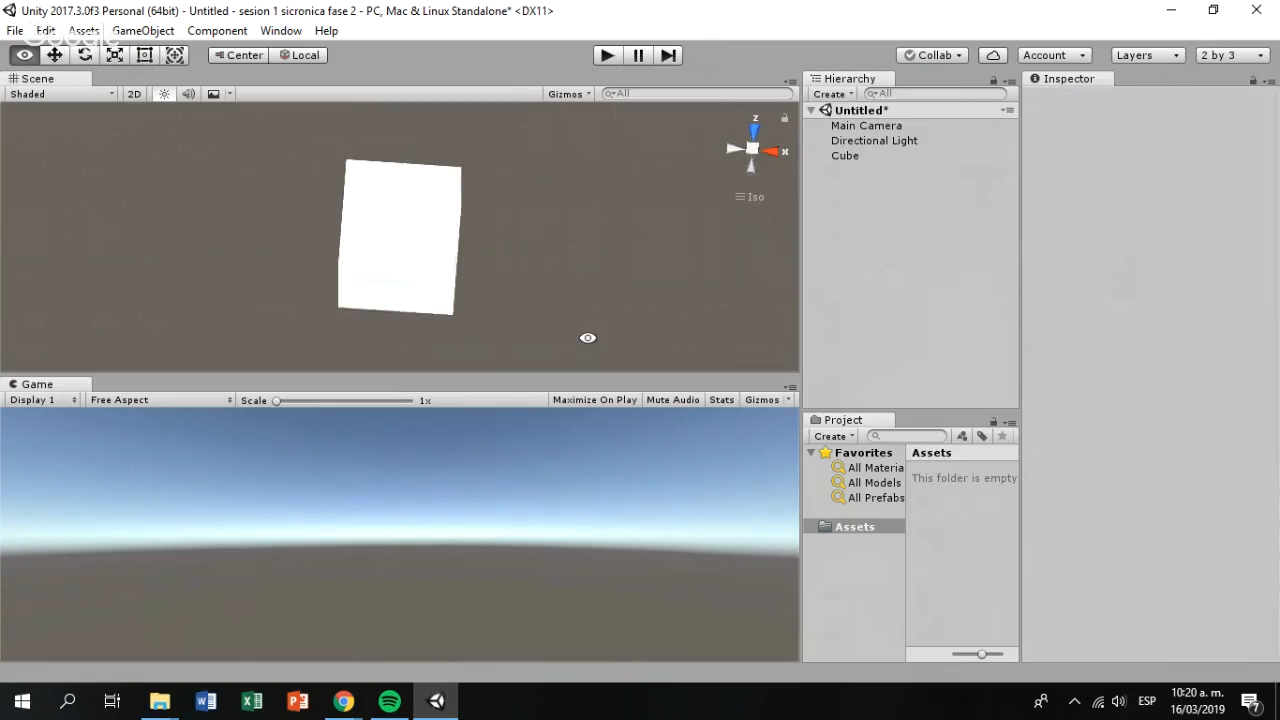 Unity 2017.3.0f3 Personal (64bit) - Untitled - sesion 1 sicronica fase 2 - PC, Mac & Linux Standalone* <DX11>
File Edit Assets GameObject Component Window Help
Google
Center Local
Collab Account Layers 2 by 3
Scene
Shaded 2D Gizmos All
z
x
Iso
Hierarchy
Create All
Untitled*
Main Camera
Directional Light
Cube
Inspector
Game
Display 1 Free Aspect Scale 1x Maximize On Play Mute Audio Stats Gizmos
Project
Create
Favorites
All Materia
All Models
All Prefabs
Assets
Assets
This folder is empty
ESP
10:20 a. m.
16/03/2019
7